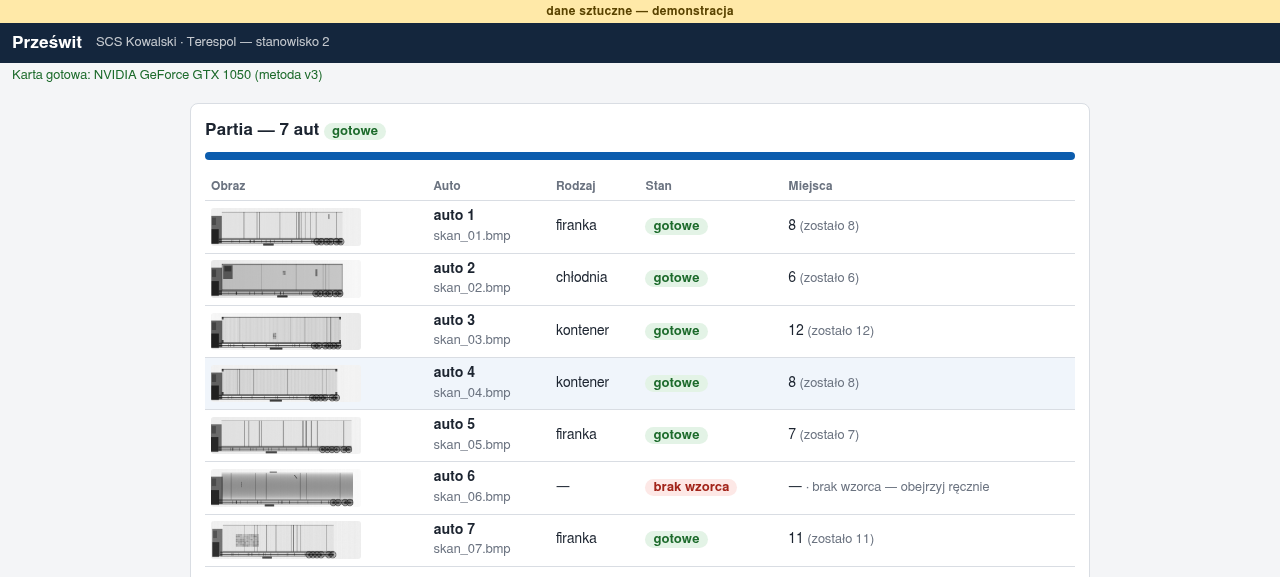 dane sztuczne — demonstracja
Prześwit SCS Kowalski · Terespol — stanowisko 2
Karta gotowa: NVIDIA GeForce GTX 1050 (metoda v3)
Partia — 7 aut gotowe
Obraz Auto Rodzaj Stan Miejsca
auto 1
skan_01.bmp
firanka gotowe 8 (zostało 8)
auto 2
skan_02.bmp
chłodnia gotowe 6 (zostało 6)
auto 3
skan_03.bmp
kontener gotowe 12 (zostało 12)
auto 4
skan_04.bmp
kontener gotowe 8 (zostało 8)
auto 5
skan_05.bmp
firanka gotowe 7 (zostało 7)
auto 6
skan_06.bmp
— brak wzorca — · brak wzorca — obejrzyj ręcznie
auto 7
skan_07.bmp
firanka gotowe 11 (zostało 11)